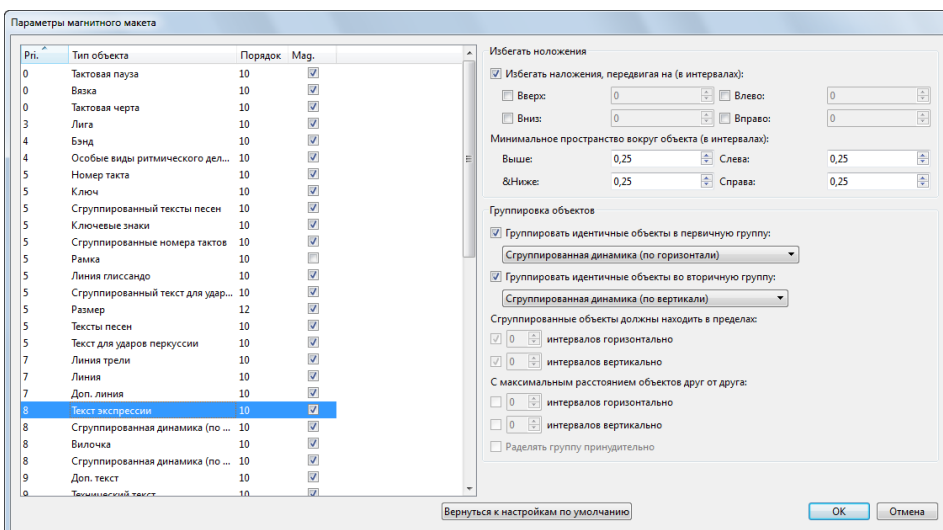 Параметры магнитного макета
Pri. Тип объекта Порядок Mag.
0 Тактовая пауза 10
0 Вязка 10
0 Тактовая черта 10
3 Лига 10
4 Бэнд 10
4 Особые виды ритмического дел... 10
5 Номер такта 10
5 Ключ 10
5 Сгруппированный тексты песен 10
5 Ключевые знаки 10
5 Сгруппированные номера тактов 10
5 Рамка 10
5 Линия глиссандо 10
5 Сгруппированный текст для удар... 10
5 Размер 12
5 Тексты песен 10
5 Текст для ударов перкуссии 10
7 Линия трели 10
7 Линия 10
7 Доп. линия 10
8 Текст экспрессии 10
8 Сгруппированная динамика (по ... 10
8 Вилочка 10
8 Сгруппированная динамика (по ... 10
9 Доп. текст 10
9 Технический текст 10
Избегать ноложения
Избегать наложения, передвигая на (в интервалах):
Вверх: 0 Влево: 0
Вниз: 0 Вправо: 0
Минимальное пространство вокруг объекта (в интервалах):
Выше: 0,25 Слева: 0,25
&Ниже: 0,25 Справа: 0,25
Группировка объектов
Группировать идентичные объекты в первичную группу:
Сгруппированная динамика (по горизонтали)
Группировать идентичные объекты во вторичную группу:
Сгруппированная динамика (по вертикали)
Сгруппированные объекты должны находить в пределах:
0 интервалов горизонтально
0 интервалов вертикально
С максимальным расстоянием объектов друг от друга:
0 интервалов горизонтально
0 интервалов вертикально
Раделять группу принудительно
Вернуться к настройкам по умолчанию OK Отмена